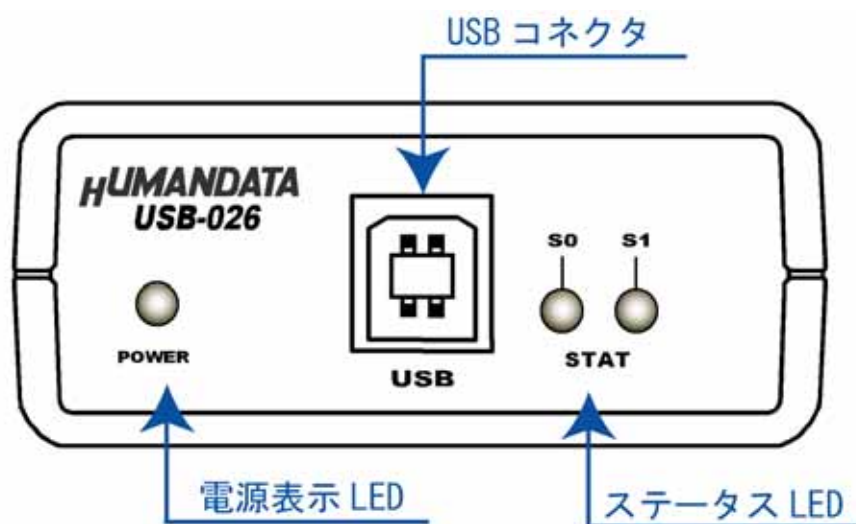 USB コネクタ
HUMANDATA
USB-026
S0 S1
POWER
USB
STAT
電源表示 LED
ステータス LED